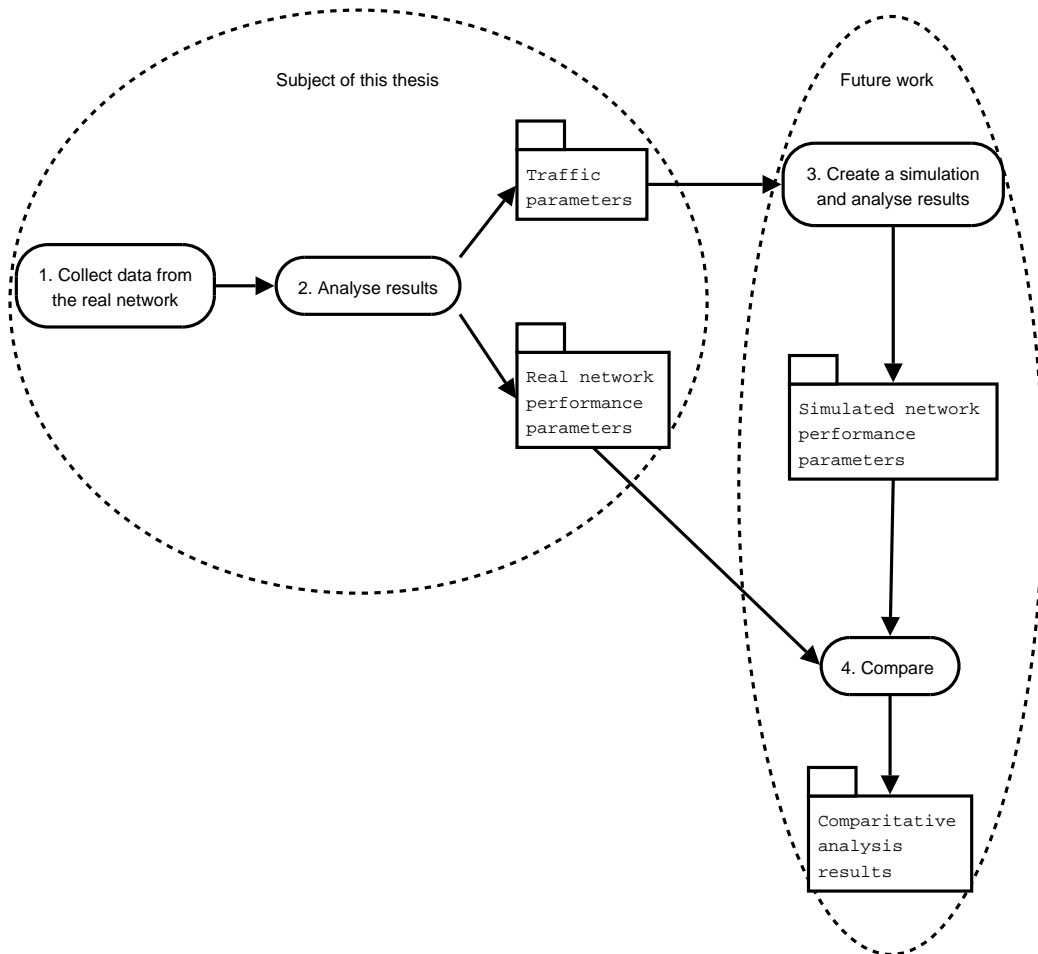 Subject of this thesis
Future work
Traffic
parameters
3. Create a simulation
and analyse results
1. Collect data from
the real network
2. Analyse results
Real network
performance
parameters
Simulated network
performance
parameters
4. Compare
Comparitative
analysis
results